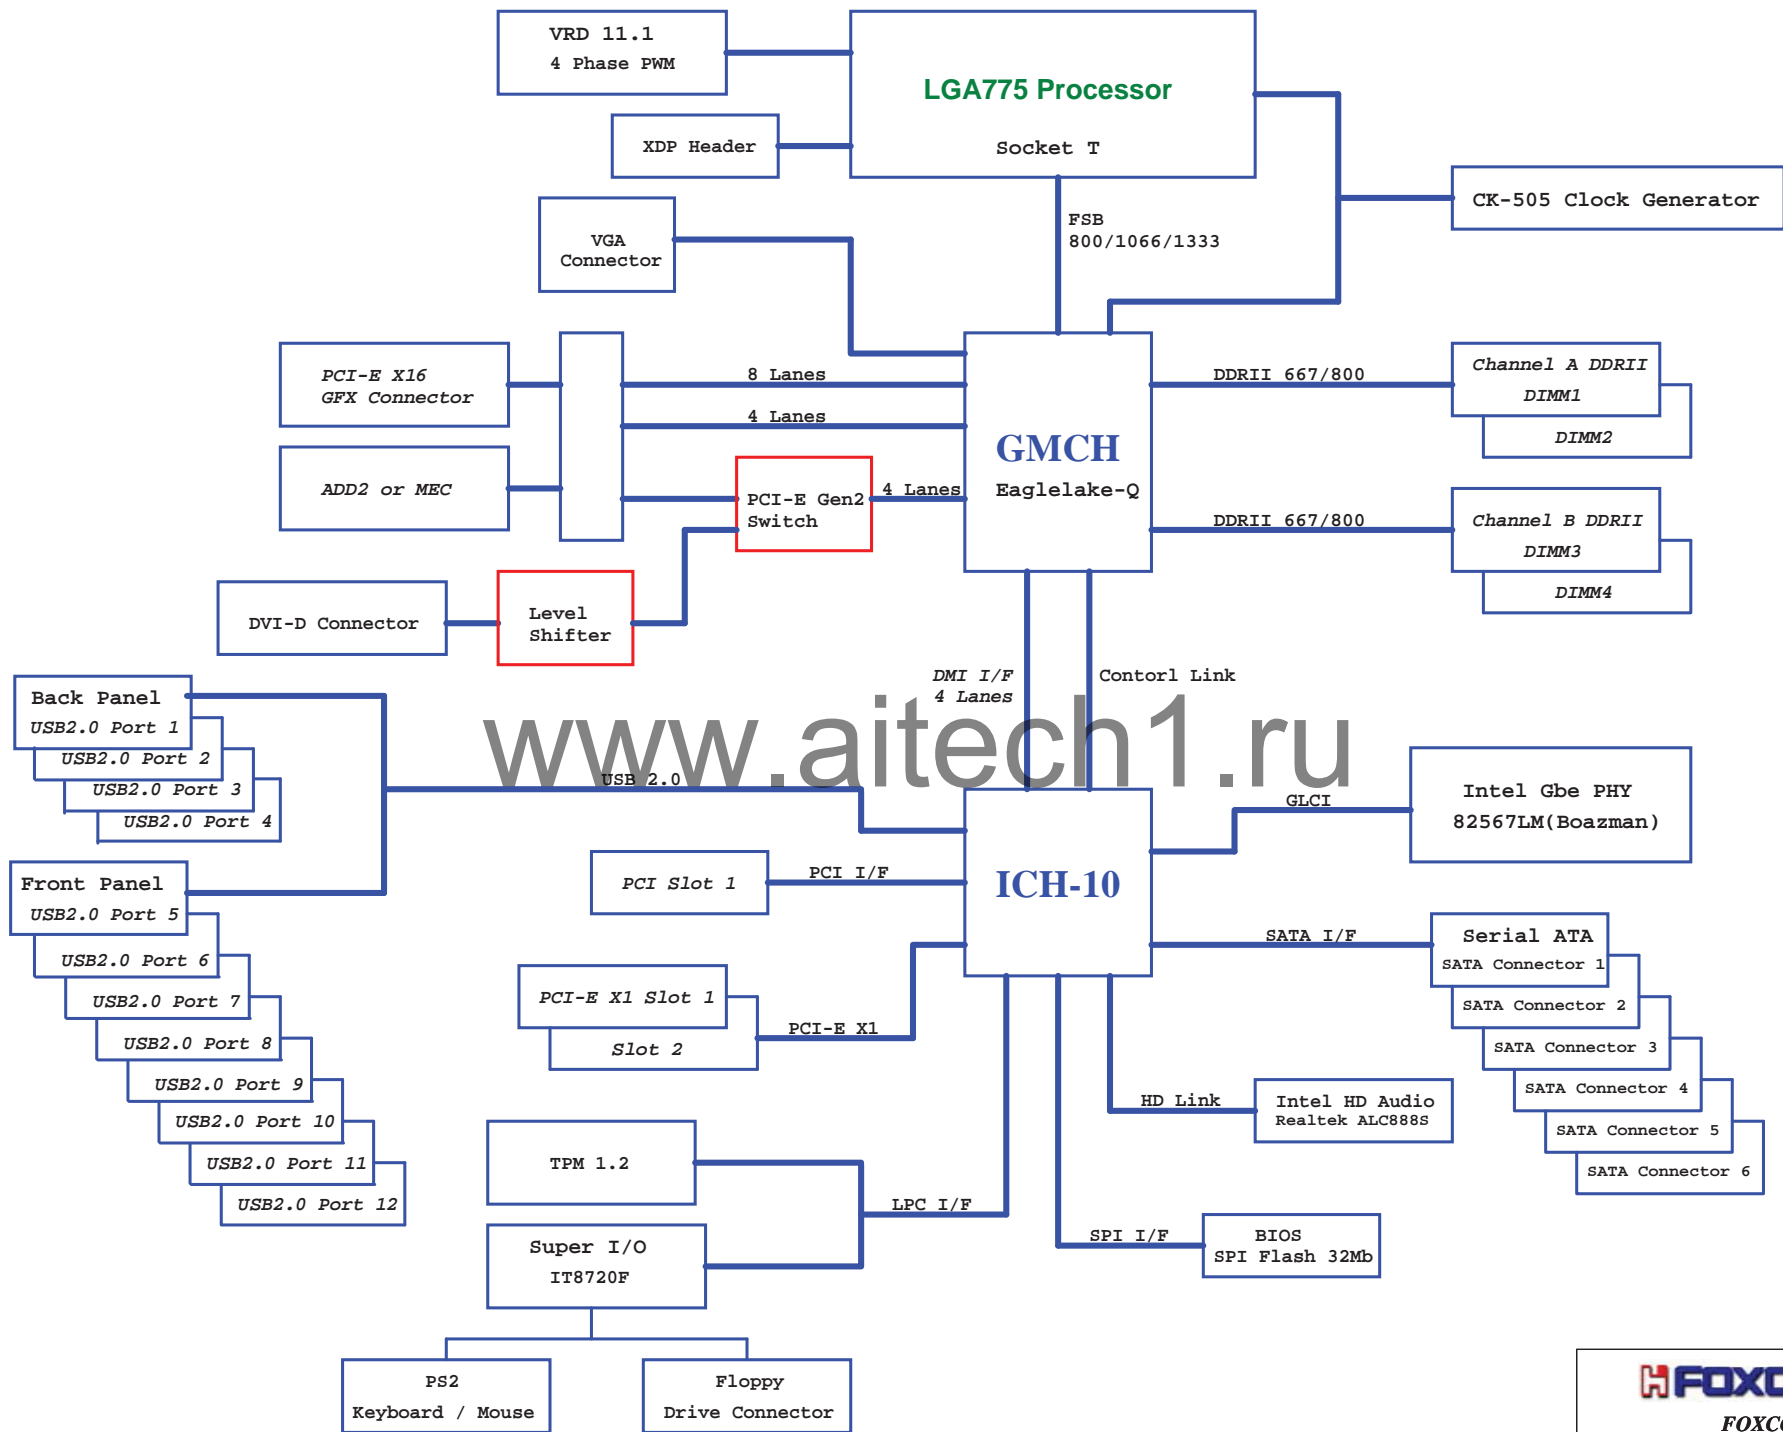 VRD 11.1
4 Phase PWM
LGA775 Processor
Socket T
XDP Header
CK-505 Clock Generator
VGA
Connector
FSB
800/1066/1333
PCI-E X16
GFX Connector
8 Lanes
4 Lanes
ADD2 or MEC
PCI-E Gen2
Switch
4 Lanes
GMCH
Eaglelake-Q
DDRII 667/800
Channel A DDRII
DIMM1
DIMM2
DDRII 667/800
Channel B DDRII
DIMM3
DIMM4
DVI-D Connector
Level
Shifter
DMI I/F
4 Lanes
Contorl Link
www.aitech1.ru
Back Panel
USB2.0 Port 1
USB2.0 Port 2
USB2.0 Port 3
USB2.0 Port 4
USB 2.0
Front Panel
USB2.0 Port 5
USB2.0 Port 6
USB2.0 Port 7
USB2.0 Port 8
USB2.0 Port 9
USB2.0 Port 10
USB2.0 Port 11
USB2.0 Port 12
GLCI
Intel Gbe PHY
82567LM(Boazman)
PCI Slot 1
PCI I/F
ICH-10
SATA I/F
Serial ATA
SATA Connector 1
SATA Connector 2
SATA Connector 3
SATA Connector 4
SATA Connector 5
SATA Connector 6
PCI-E X1 Slot 1
Slot 2
PCI-E X1
HD Link
Intel HD Audio
Realtek ALC888S
TPM 1.2
LPC I/F
Super I/O
IT8720F
SPI I/F
BIOS
SPI Flash 32Mb
PS2
Keyboard / Mouse
Floppy
Drive Connector